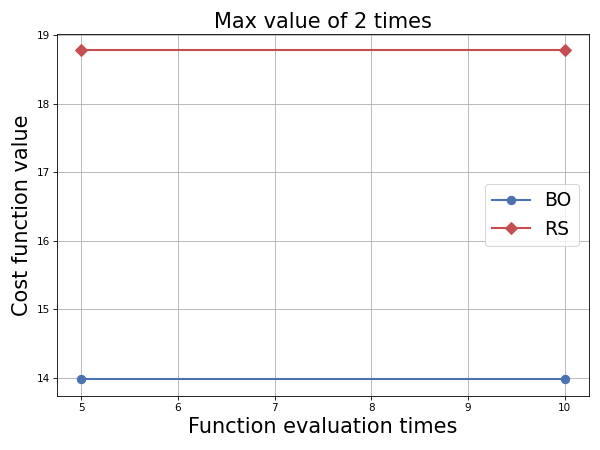 Max value of 2 times
Cost function value
19
18
17
16
15
14
BO
RS
5 6 7 8 9 10
Function evaluation times